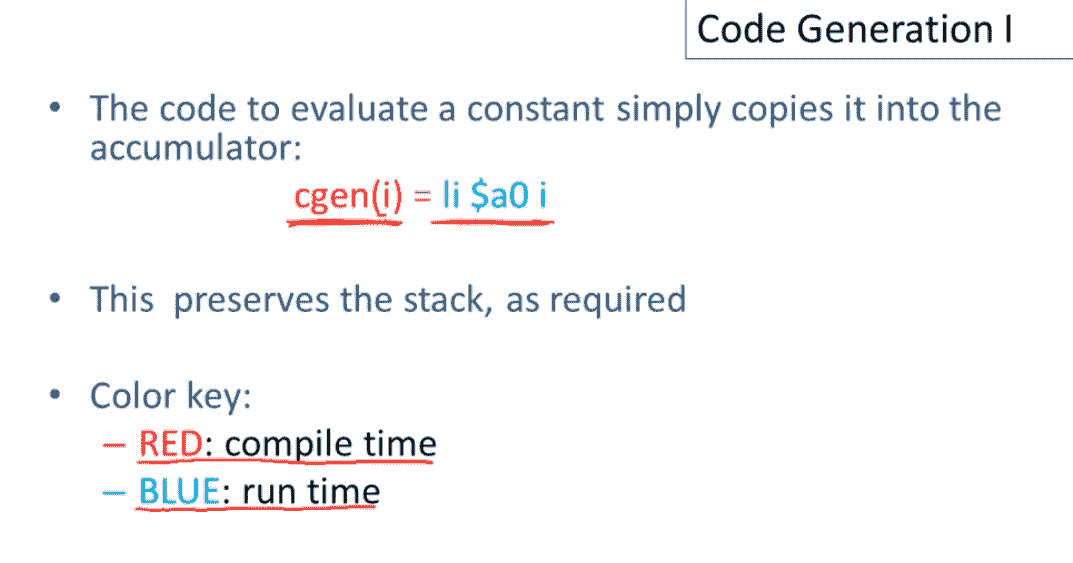 Code Generation I
• The code to evaluate a constant simply copies it into the
accumulator:
cgen(i) = li $a0 i
• This preserves the stack, as required
• Color key:
– RED: compile time
– BLUE: run time